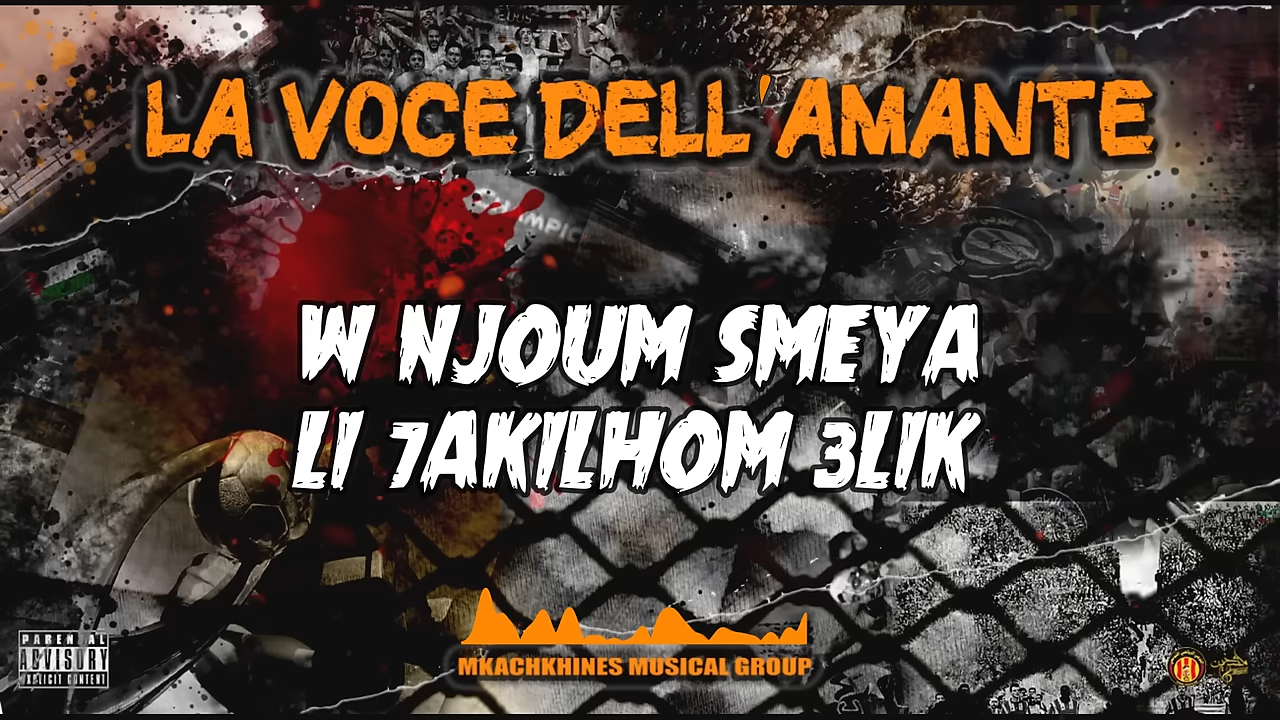 LA VOCE DELL'AMANTE
W NJOUM SMEYA
LI 7AKILHOM 3LIK
MKACHKHINES MUSICAL GROUP
PARENTAL
ADVISORY
EXPLICIT CONTENT